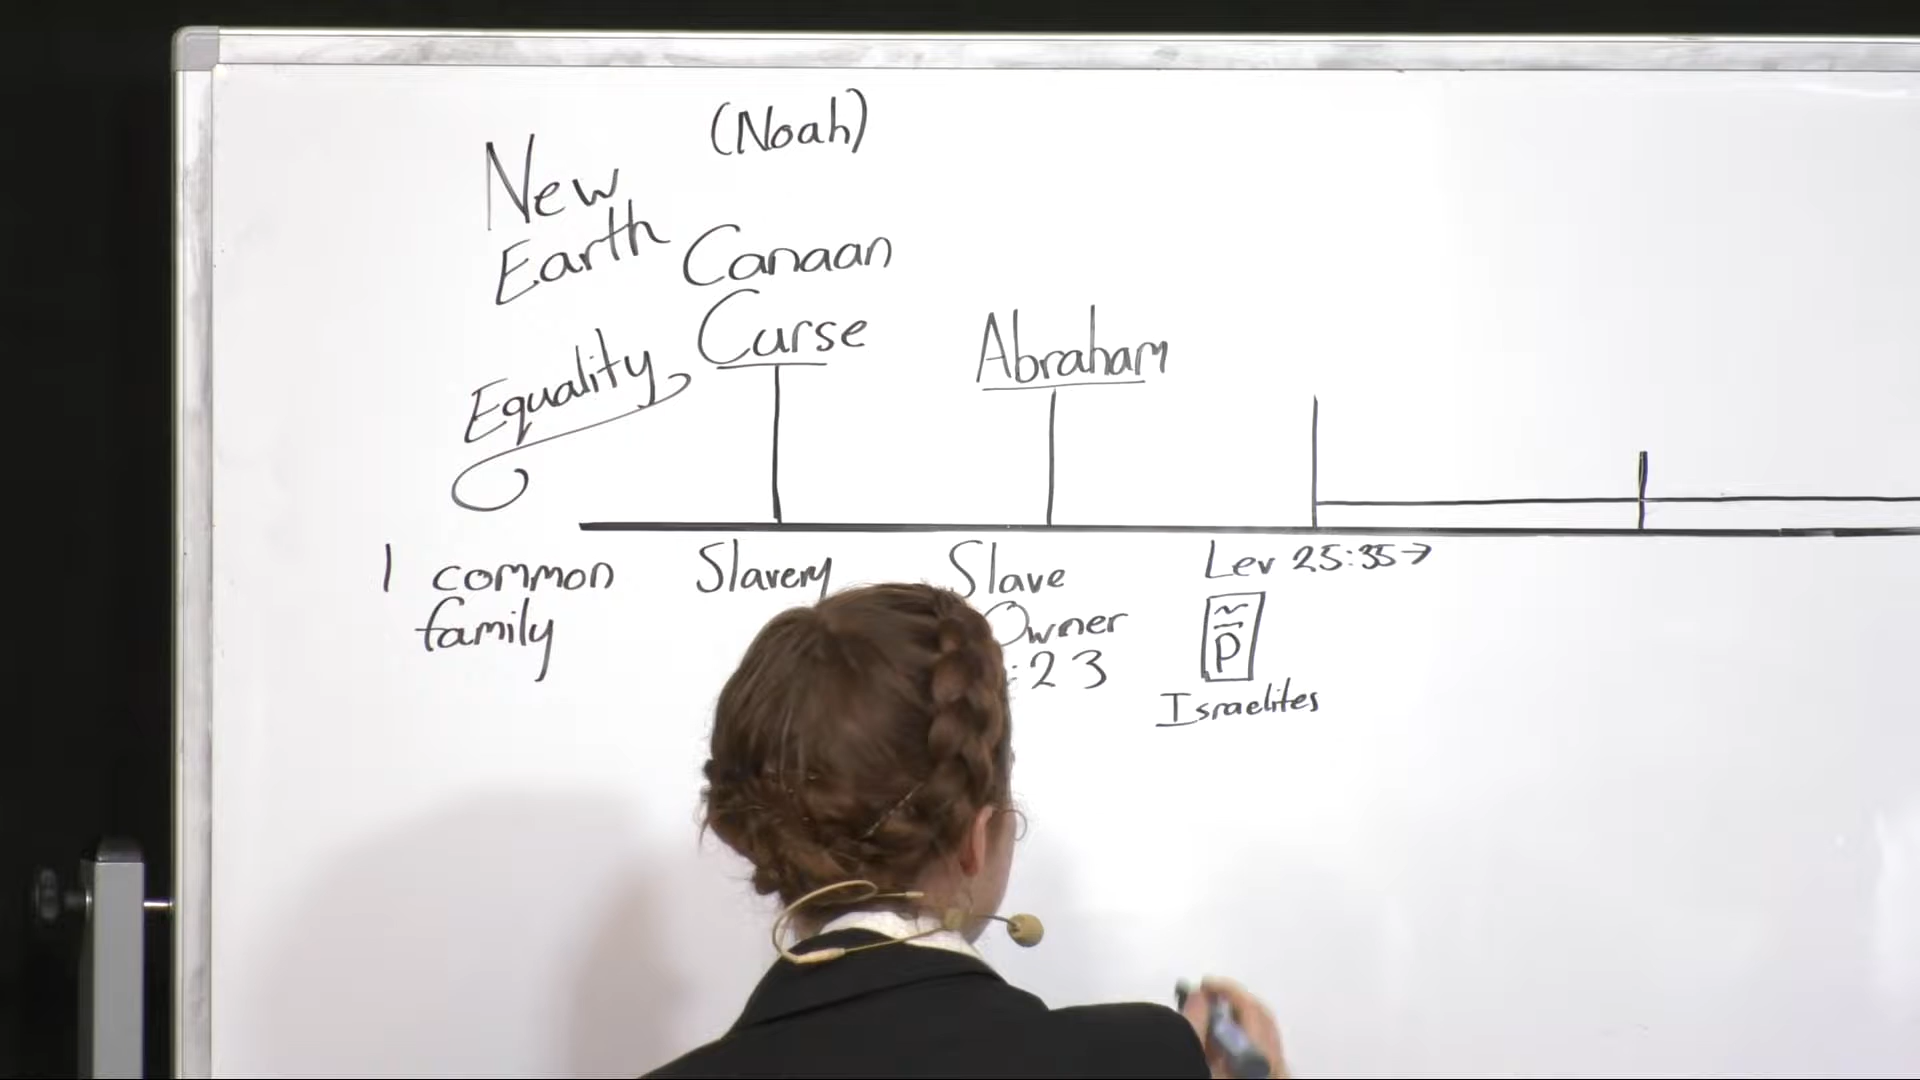 (Noah)
New
Earth
Canaan
Curse
Equality
Abraham
1 common
family
Slavery
Slave
Owner
:23
Lev 25:35→
P
Israelites